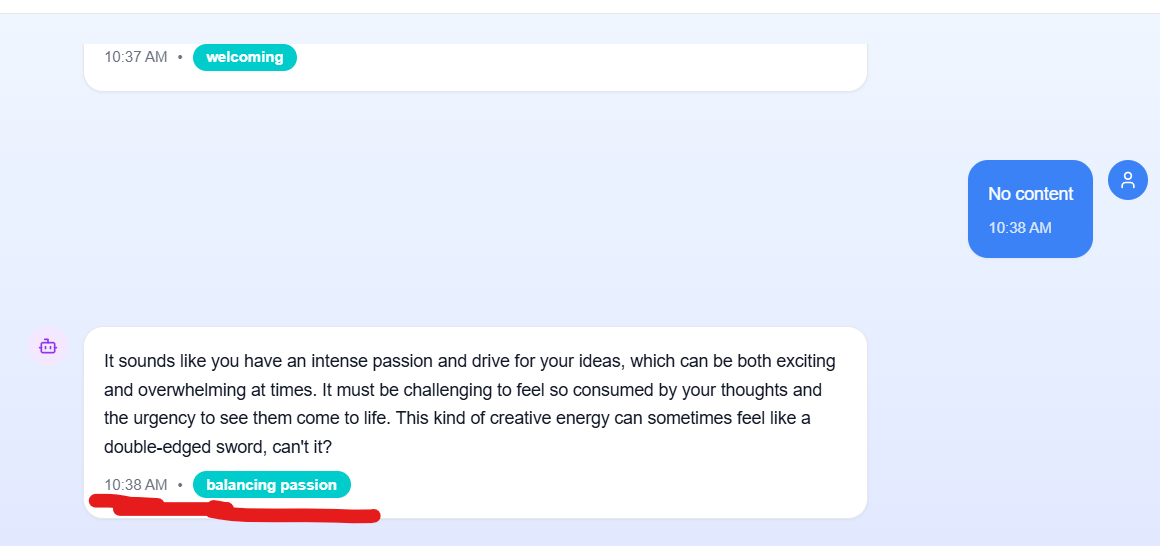 10:37 AM • welcoming
No content
10:38 AM
It sounds like you have an intense passion and drive for your ideas, which can be both exciting
and overwhelming at times. It must be challenging to feel so consumed by your thoughts and
the urgency to see them come to life. This kind of creative energy can sometimes feel like a
double-edged sword, can't it?
10:38 AM • balancing passion